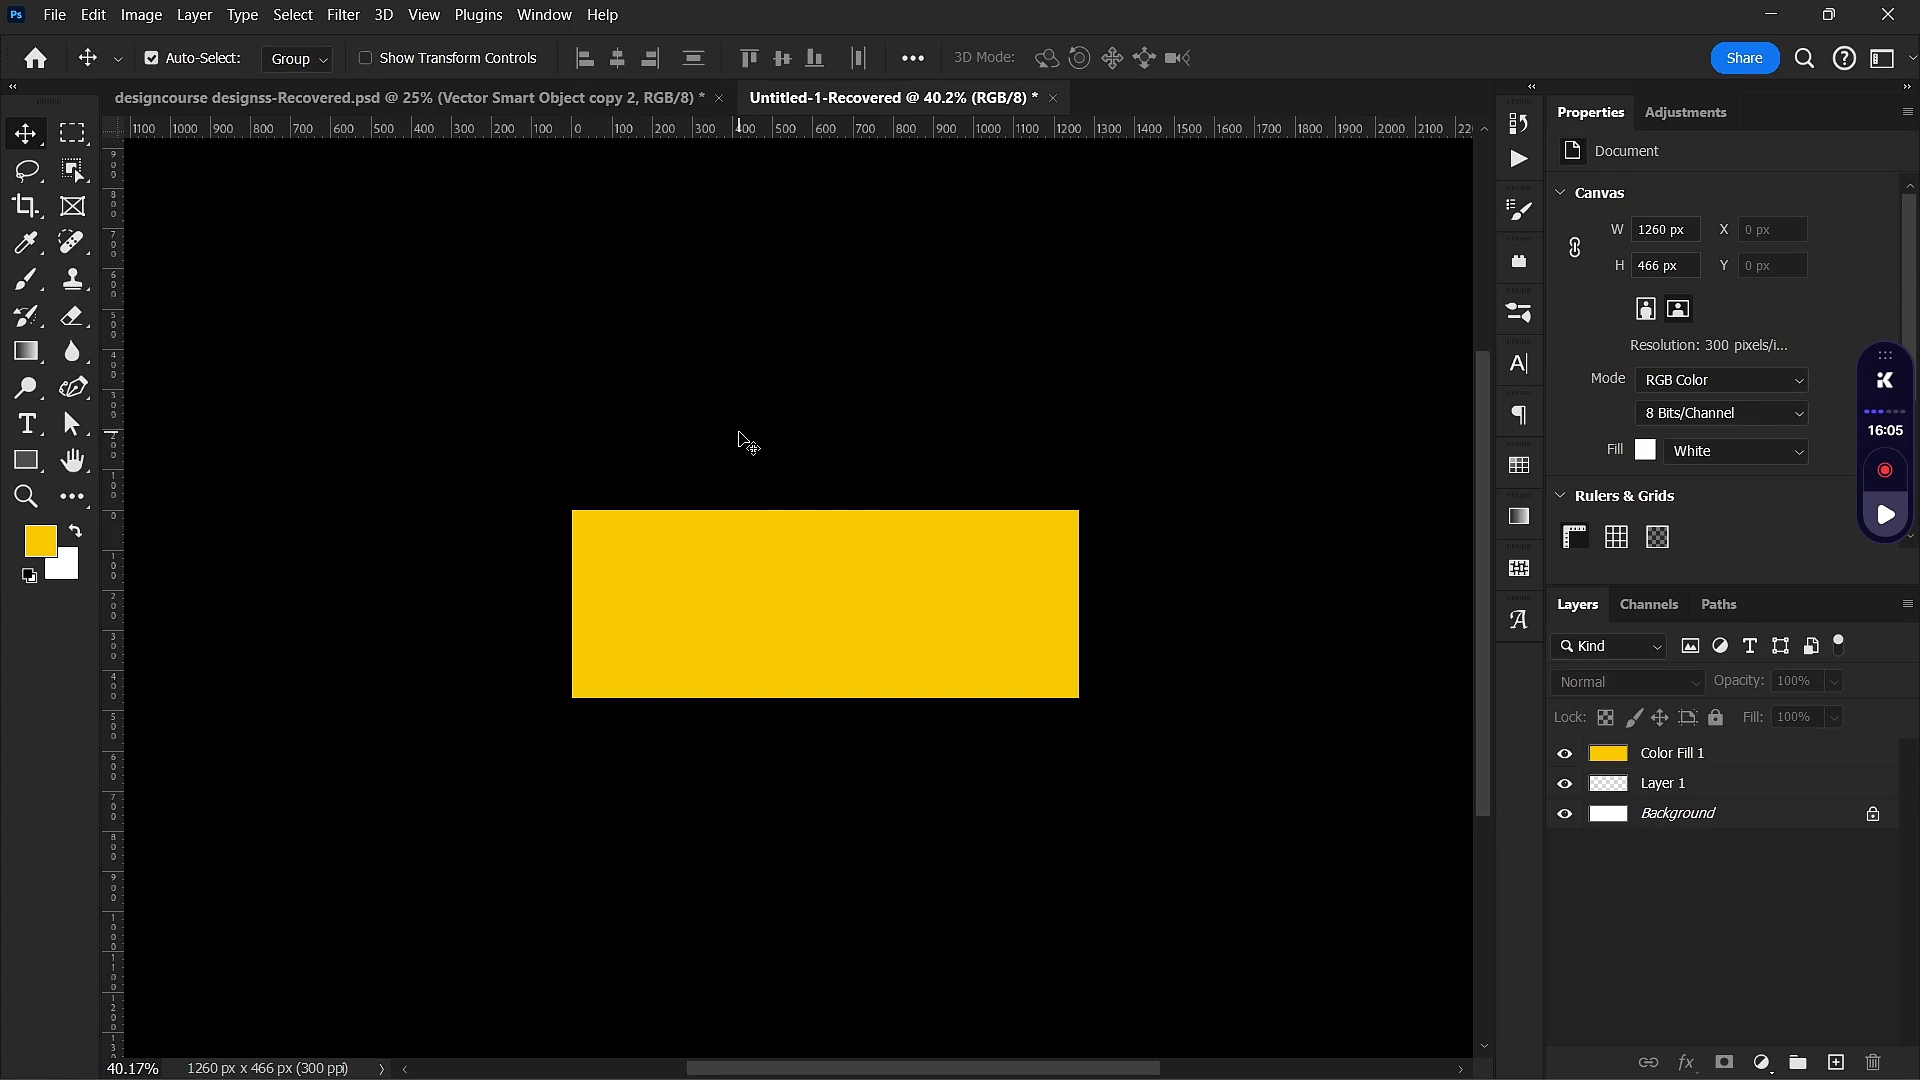 Ps File Edit Image Layer Type Select Filter 3D View Plugins Window Help
Auto-Select: Group Show Transform Controls 3D Mode: Share
designcourse designss-Recovered.psd @ 25% (Vector Smart Object copy 2, RGB/8) * Untitled-1-Recovered @ 40.2% (RGB/8) *
1100 1000 900 800 700 600 500 400 300 200 100 0 100 200 300 400 500 600 700 800 900 1000 1100 1200 1300 1400 1500 1600 1700 1800 1900 2000 2100 22
Properties Adjustments
Document
Canvas
W 1260 px X 0 px
H 466 px Y 0 px
Resolution: 300 pixels/i...
Mode RGB Color
8 Bits/Channel
16:05
Fill White
Rulers & Grids
Layers Channels Paths
Kind
Normal Opacity: 100%
Lock: Fill: 100%
Color Fill 1
Layer 1
Background
40.17% 1260 px x 466 px (300 ppi)